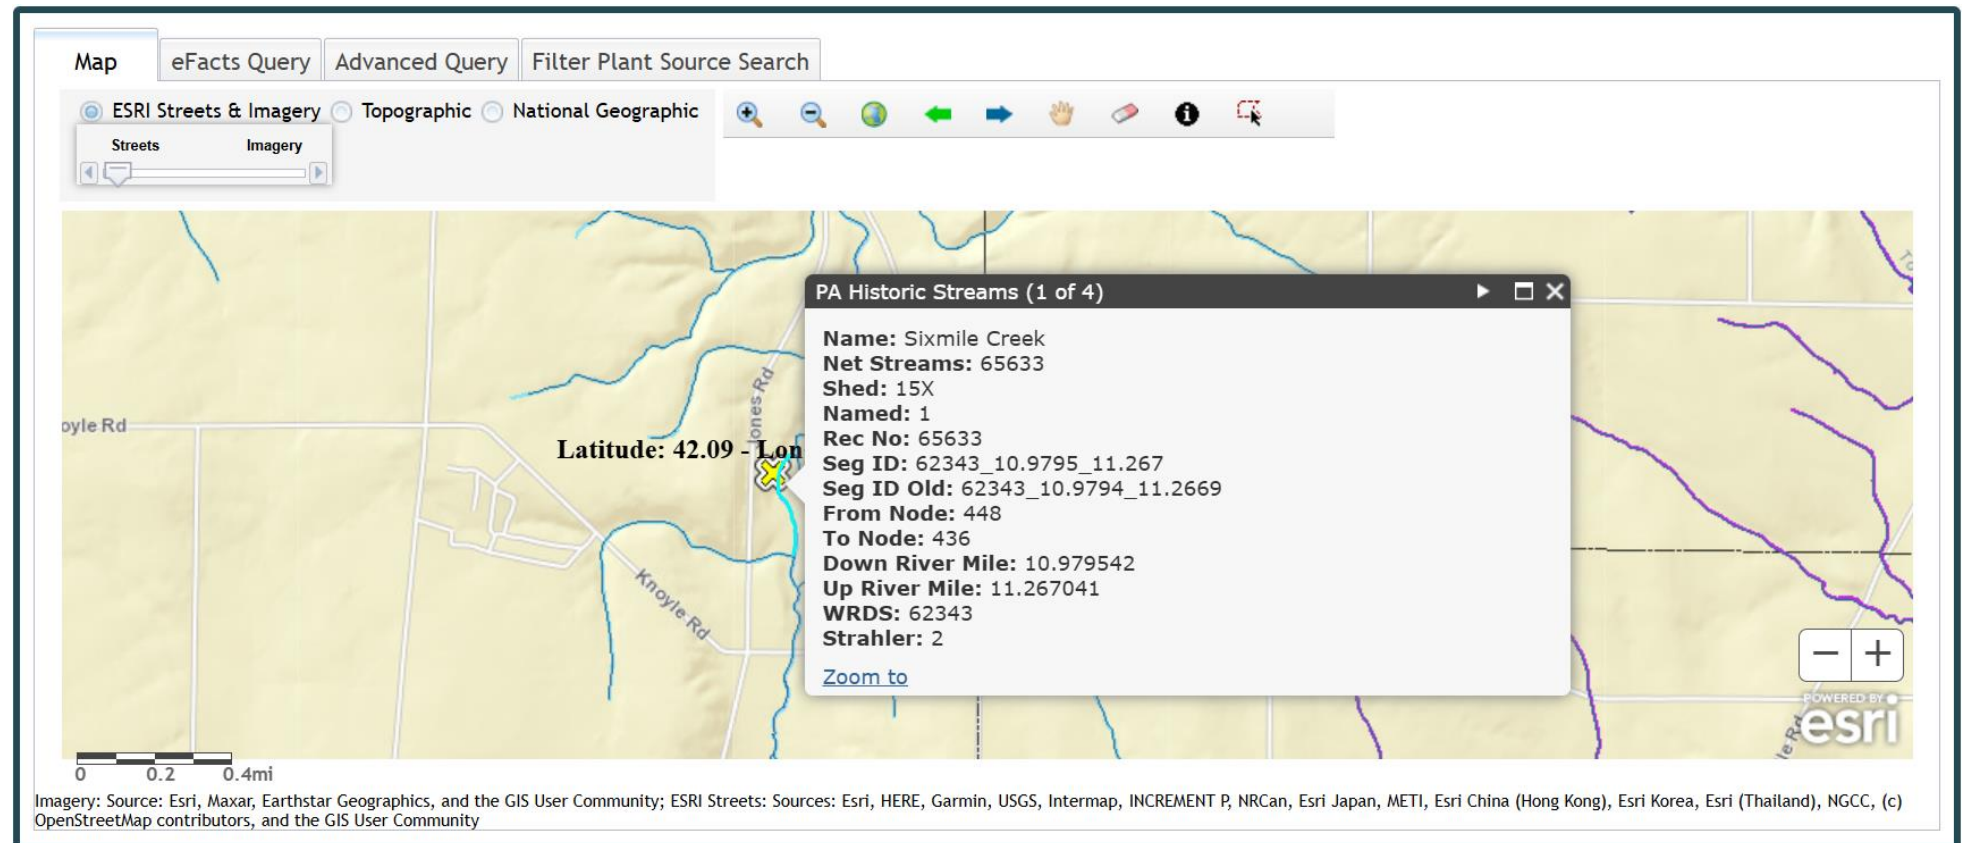 Map eFacts Query Advanced Query Filter Plant Source Search
ESRI Streets & Imagery Topographic National Geographic
Streets Imagery
PA Historic Streams (1 of 4)
Name: Sixmile Creek
Net Streams: 65633
Shed: 15X
Named: 1
Rec No: 65633
Seg ID: 62343_10.9795_11.267
Seg ID Old: 62343_10.9794_11.2669
From Node: 448
To Node: 436
Down River Mile: 10.979542
Up River Mile: 11.267041
WRDS: 62343
Strahler: 2
Zoom to
oyle Rd
Jones Rd
Latitude: 42.09 - Lon
Knoyle Rd
To
le Rd
POWERED BY
esri
0 0.2 0.4mi
Imagery: Source: Esri, Maxar, Earthstar Geographics, and the GIS User Community; ESRI Streets: Sources: Esri, HERE, Garmin, USGS, Intermap, INCREMENT P, NRCan, Esri Japan, METI, Esri China (Hong Kong), Esri Korea, Esri (Thailand), NGCC, (c)
OpenStreetMap contributors, and the GIS User Community